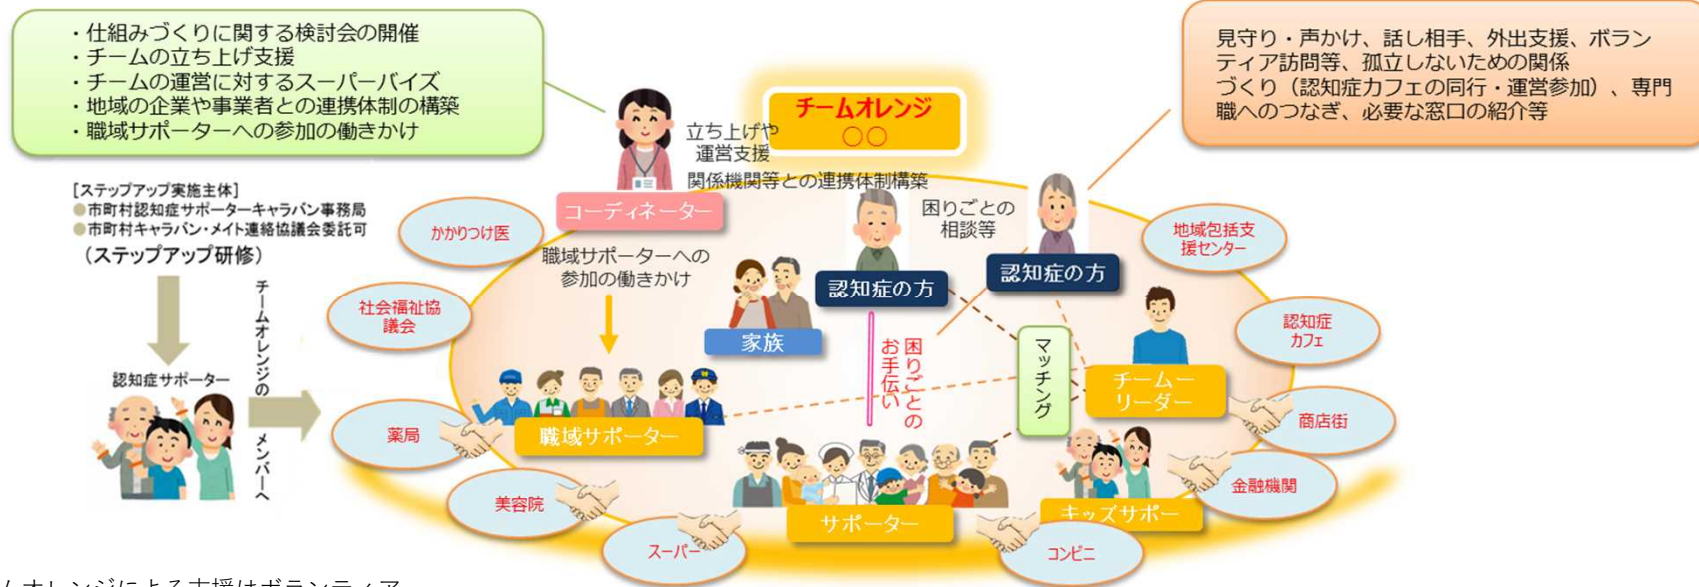 ・仕組みづくりに関する検討会の開催
・チームの立ち上げ支援
・チームの運営に対するスーパーバイズ
・地域の企業や事業者との連携体制の構築
・職域サポーターへの参加の働きかけ
チームオレンジ
〇〇
見守り・声かけ、話し相手、外出支援、ボラン
ティア訪問等、孤立しないための関係
づくり（認知症カフェの同行・運営参加）、専門
職へのつなぎ、必要な窓口の紹介等
立ち上げや
運営支援
関係機関等との連携体制構築
コーディネーター
[ステップアップ実施主体]
●市町村認知症サポーターキャラバン事務局
●市町村キャラバン・メイト連絡協議会委託可
（ステップアップ研修）
チームオレンジの
メンバーへ
認知症サポーター
かかりつけ医
社会福祉協
議会
薬局
美容院
スーパー
コンビニ
金融機関
商店街
認知症
カフェ
地域包括支
援センター
職域サポーターへの
参加の働きかけ
困りごとの
相談等
認知症の方
認知症の方
家族
困りごとの
お手伝い
マッチング
チームー
リーダー
職域サポーター
サポーター
キッズサポー
ムオレンジによる支援はボランティア